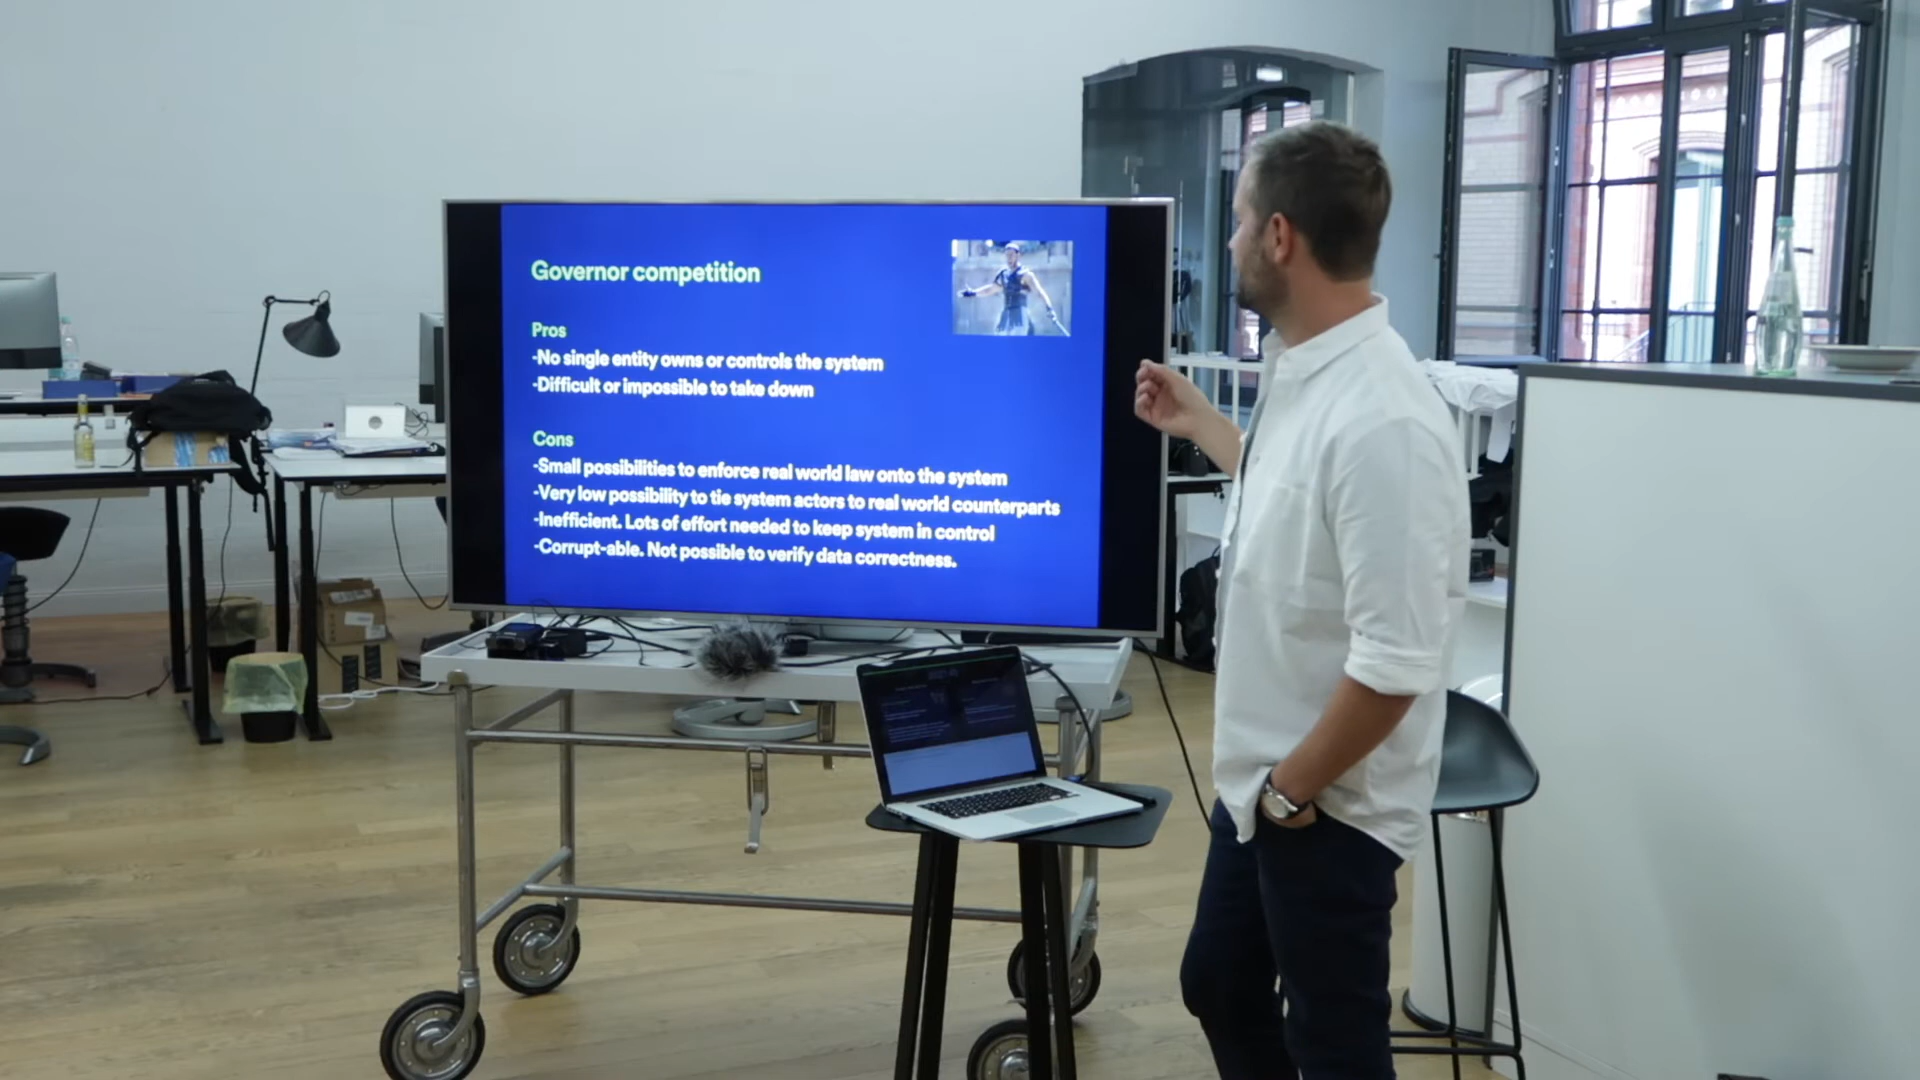 Governor competition
Pros
-No single entity owns or controls the system
-Difficult or impossible to take down
Cons
-Small possibilities to enforce real world law onto the system
-Very low possibility to tie system actors to real world counterparts
-Inefficient. Lots of effort needed to keep system in control
-Corrupt-able. Not possible to verify data correctness.